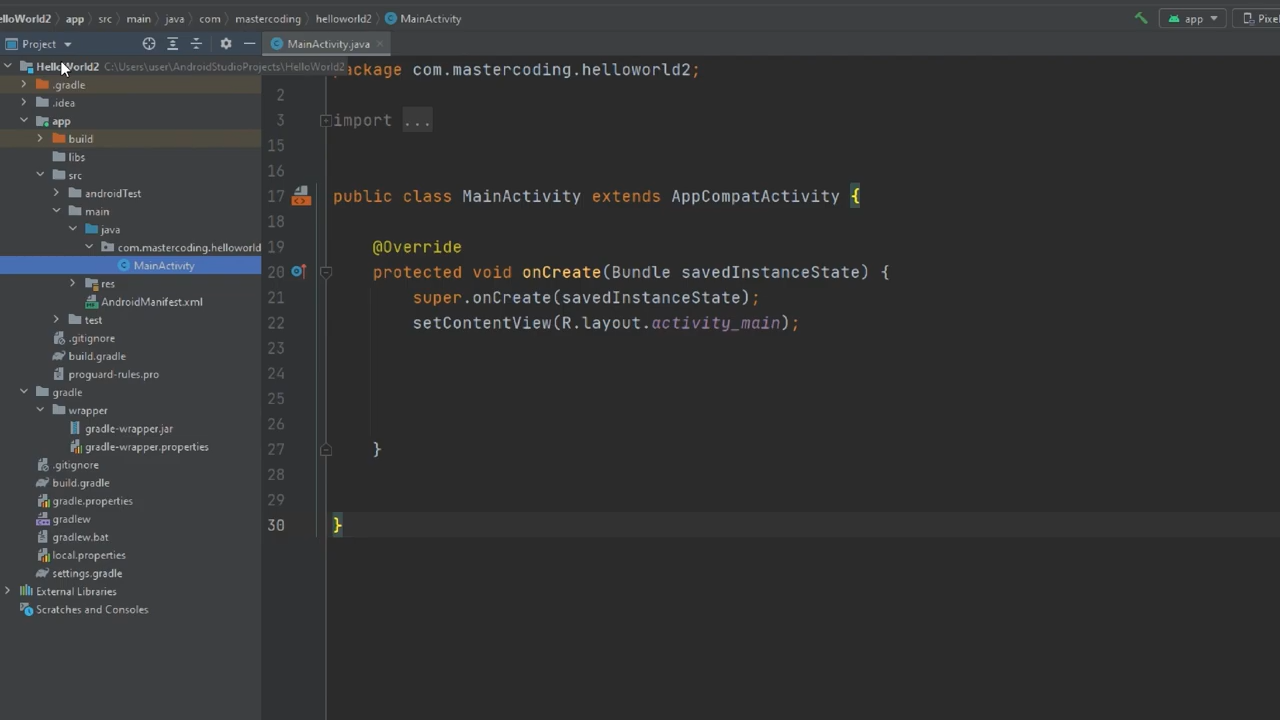 elloWorld2 app src main java com mastercoding helloworld2 MainActivity app Pixel
Project
MainActivity.java
HelloWorld2 C:\Users\user\AndroidStudioProjects\HelloWorld2
.gradle
.idea
app
build
libs
src
androidTest
main
java
com.mastercoding.helloworld
MainActivity
res
AndroidManifest.xml
test
.gitignore
build.gradle
proguard-rules.pro
gradle
wrapper
gradle-wrapper.jar
gradle-wrapper.properties
.gitignore
build.gradle
gradle.properties
gradlew
gradlew.bat
local.properties
settings.gradle
External Libraries
Scratches and Consoles
package com.mastercoding.helloworld2;
2
3 import ...
15
16
17 public class MainActivity extends AppCompatActivity {
18
19 @Override
20 protected void onCreate(Bundle savedInstanceState) {
21 super.onCreate(savedInstanceState);
22 setContentView(R.layout.activity_main);
23
24
25
26
27 }
28
29
30 }